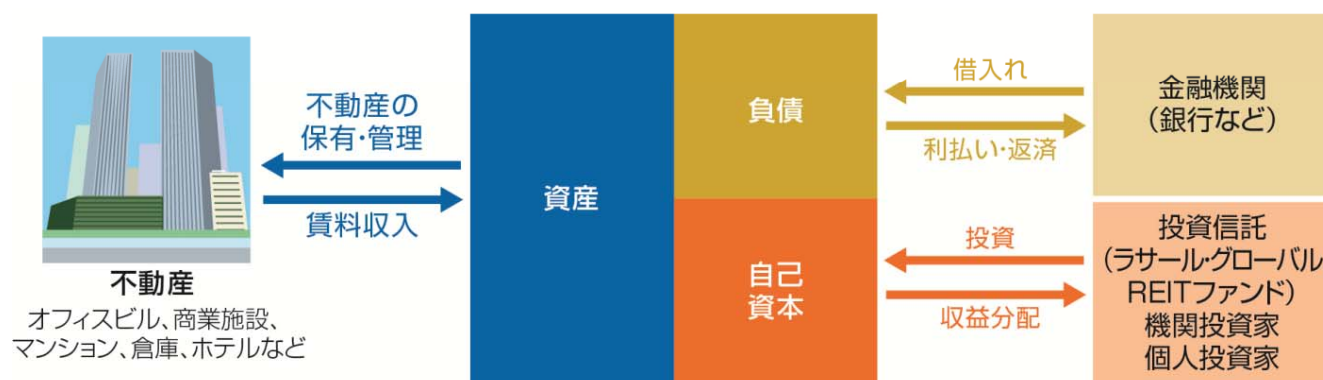 不動産の
保有・管理
賃料収入
不動産
オフィスビル、商業施設、
マンション、倉庫、ホテルなど
資産
負債
自己
資本
借入れ
利払い・返済
投資
収益分配
金融機関
（銀行など）
投資信託
（ラサール・グローバル
REITファンド）
機関投資家
個人投資家